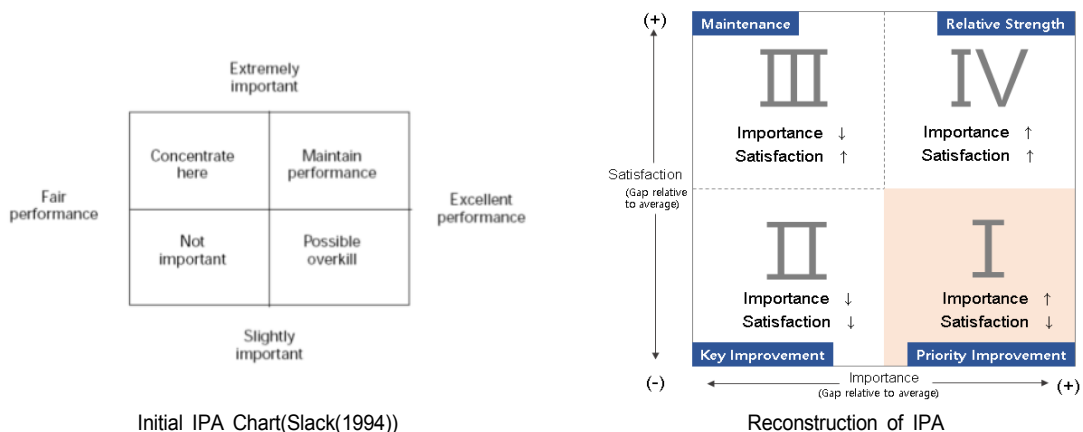 Extremely
important
Concentrate
here
Maintain
performance
Fair
performance
Excellent
performance
Not
important
Possible
overkill
Slightly
important
Initial IPA Chart(Slack(1994))
(+)
Maintenance
Relative Strength
III
IV
Importance ↓
Satisfaction ↑
Importance ↑
Satisfaction ↑
Satisfaction
(Gap relative
to average)
II
I
Importance ↓
Satisfaction ↓
Importance ↑
Satisfaction ↓
Key Improvement
Priority Improvement
(-)
Importance
(Gap relative to average)
(+)
Reconstruction of IPA